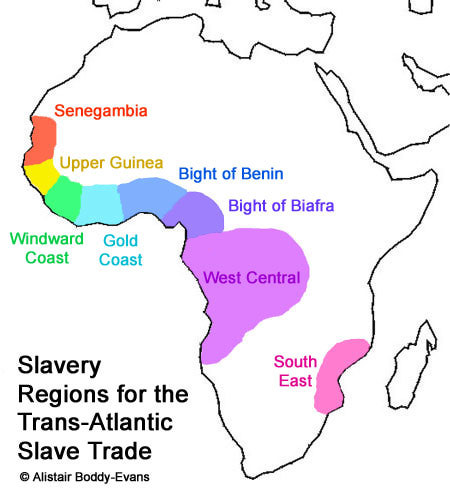 Senegambia
Upper Guinea
Bight of Benin
Bight of Biafra
Windward
Coast
Gold
Coast
West Central
South
East
Slavery
Regions for the
Trans-Atlantic
Slave Trade
© Alistair Boddy-Evans